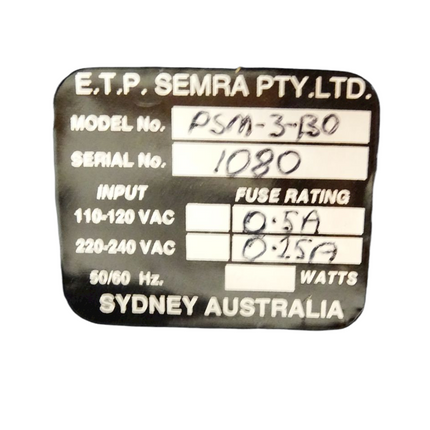 E.T.P. SEMRA PTY.LTD.
MODEL No. PSM-3-130
SERIAL No. 1080
INPUT FUSE RATING
110-120 VAC 0.5A
220-240 VAC 0.25A
50/60 Hz. WATTS
SYDNEY AUSTRALIA